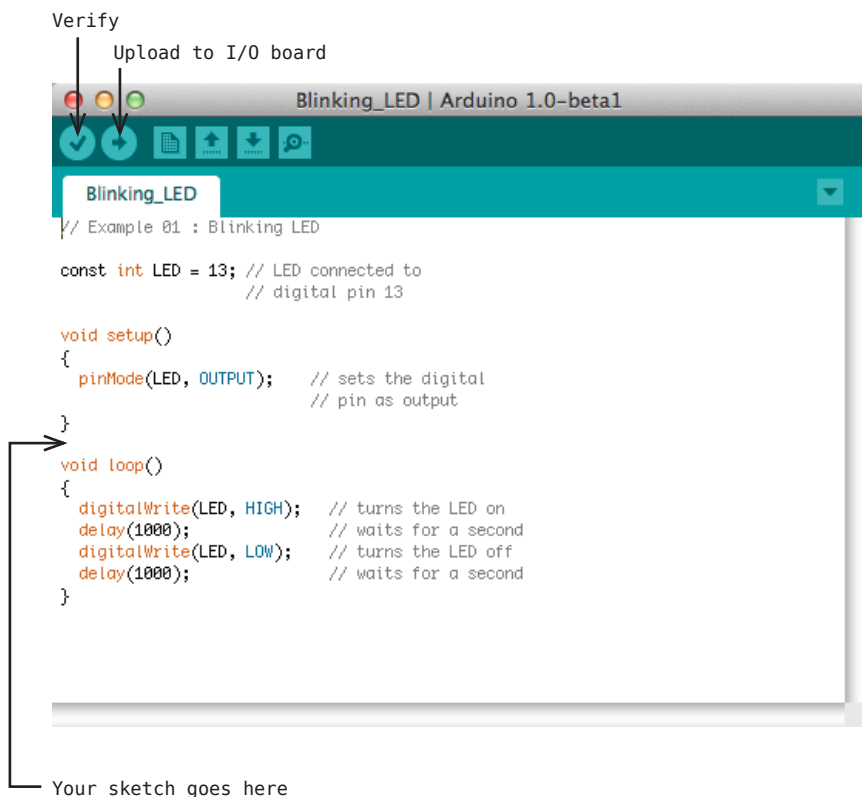 Verify
Upload to I/O board
Blinking_LED | Arduino 1.0-beta1
Blinking_LED
// Example 01 : Blinking LED
const int LED = 13; // LED connected to
// digital pin 13
void setup()
{
pinMode(LED, OUTPUT); // sets the digital
// pin as output
}
void loop()
{
digitalWrite(LED, HIGH); // turns the LED on
delay(1000); // waits for a second
digitalWrite(LED, LOW); // turns the LED off
delay(1000); // waits for a second
}
Your sketch goes here